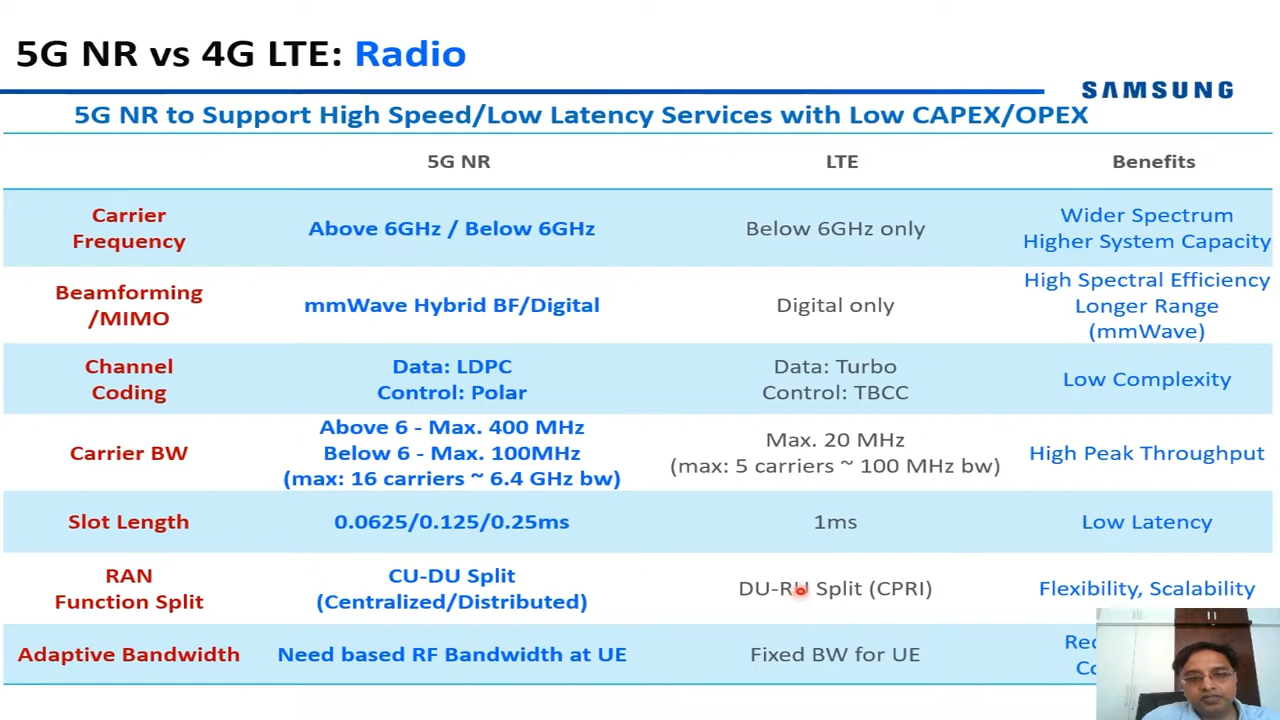 5G NR vs 4G LTE: Radio
SAMSUNG
5G NR to Support High Speed/Low Latency Services with Low CAPEX/OPEX
5G NR LTE Benefits
Carrier
Frequency
Above 6GHz / Below 6GHz
Below 6GHz only
Wider Spectrum
Higher System Capacity
Beamforming
/MIMO
mmWave Hybrid BF/Digital
Digital only
High Spectral Efficiency
Longer Range
(mmWave)
Channel
Coding
Data: LDPC
Control: Polar
Data: Turbo
Control: TBCC
Low Complexity
Carrier BW
Above 6 - Max. 400 MHz
Below 6 - Max. 100MHz
(max: 16 carriers ~ 6.4 GHz bw)
Max. 20 MHz
(max: 5 carriers ~ 100 MHz bw)
High Peak Throughput
Slot Length
0.0625/0.125/0.25ms
1ms
Low Latency
RAN
Function Split
CU-DU Split
(Centralized/Distributed)
DU-RU Split (CPRI)
Flexibility, Scalability
Adaptive Bandwidth
Need based RF Bandwidth at UE
Fixed BW for UE